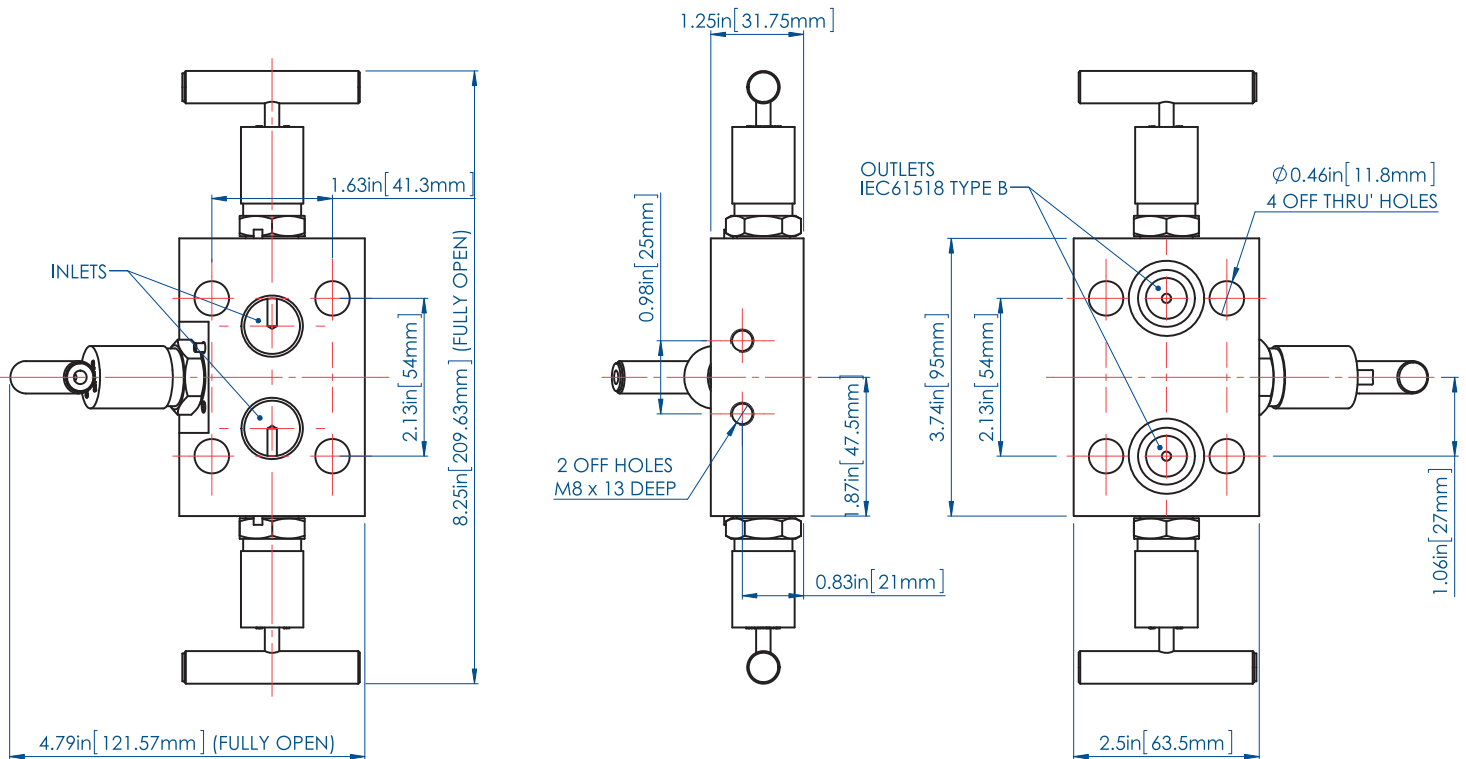 1.25in[31.75mm]
OUTLETS
IEC61518 TYPE B
Ø0.46in[11.8mm]
4 OFF THRU' HOLES
1.63in[41.3mm]
INLETS
2.13in[54mm]
8.25in[209.63mm] (FULLY OPEN)
0.98in[25mm]
2 OFF HOLES
M8 x 13 DEEP
1.87in[47.5mm]
0.83in[21mm]
3.74in[95mm]
2.13in[54mm]
1.06in[27mm]
4.79in[121.57mm] (FULLY OPEN)
2.5in[63.5mm]